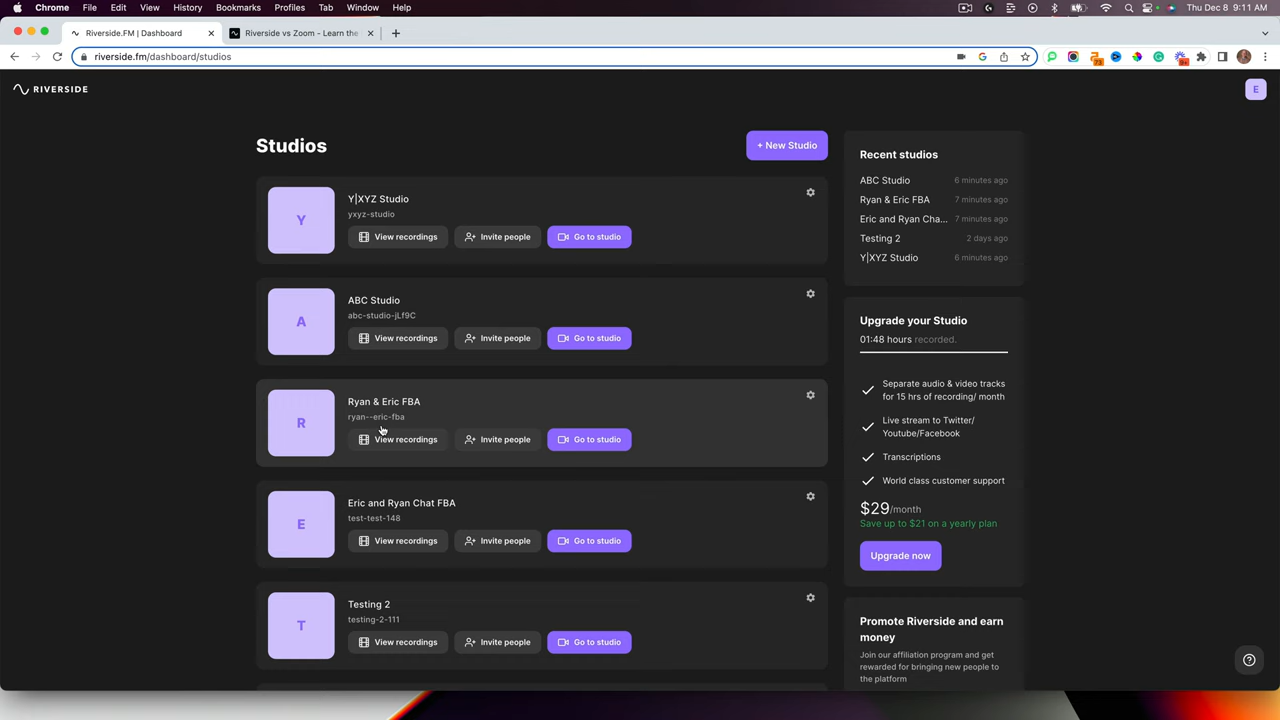 Chrome File Edit View History Bookmarks Profiles Tab Window Help Thu Dec 8 9:11 AM
Riverside.FM | Dashboard Riverside vs Zoom - Learn the
riverside.fm/dashboard/studios
73 9+
RIVERSIDE E
Studios + New Studio
Y
Y|XYZ Studio
yxyz-studio
View recordings Invite people Go to studio
A
ABC Studio
abc-studio-jLf9C
View recordings Invite people Go to studio
R
Ryan & Eric FBA
ryan--eric-fba
View recordings Invite people Go to studio
E
Eric and Ryan Chat FBA
test-test-148
View recordings Invite people Go to studio
T
Testing 2
testing-2-111
View recordings Invite people Go to studio
Recent studios
ABC Studio 6 minutes ago
Ryan & Eric FBA 7 minutes ago
Eric and Ryan Cha... 7 minutes ago
Testing 2 2 days ago
Y|XYZ Studio 6 minutes ago
Upgrade your Studio
01:48 hours recorded.
Separate audio & video tracks
for 15 hrs of recording/ month
Live stream to Twitter/
Youtube/Facebook
Transcriptions
World class customer support
$29/month
Save up to $21 on a yearly plan
Upgrade now
Promote Riverside and earn
money
Join our affiliation program and get
rewarded for bringing new people to
the platform